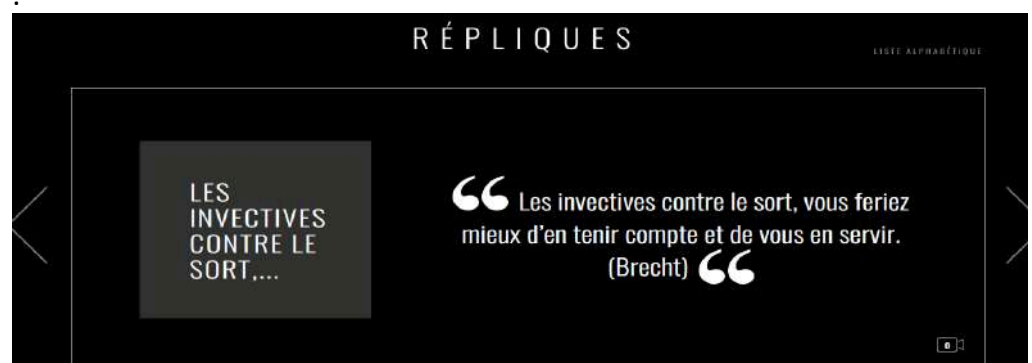 .
RÉPLIQUES
LISTE ALPHABÉTIQUE
LES
INVECTIVES
CONTRE LE
SORT,...
“ Les invectives contre le sort, vous feriez
mieux d'en tenir compte et de vous en servir.
(Brecht) “
0